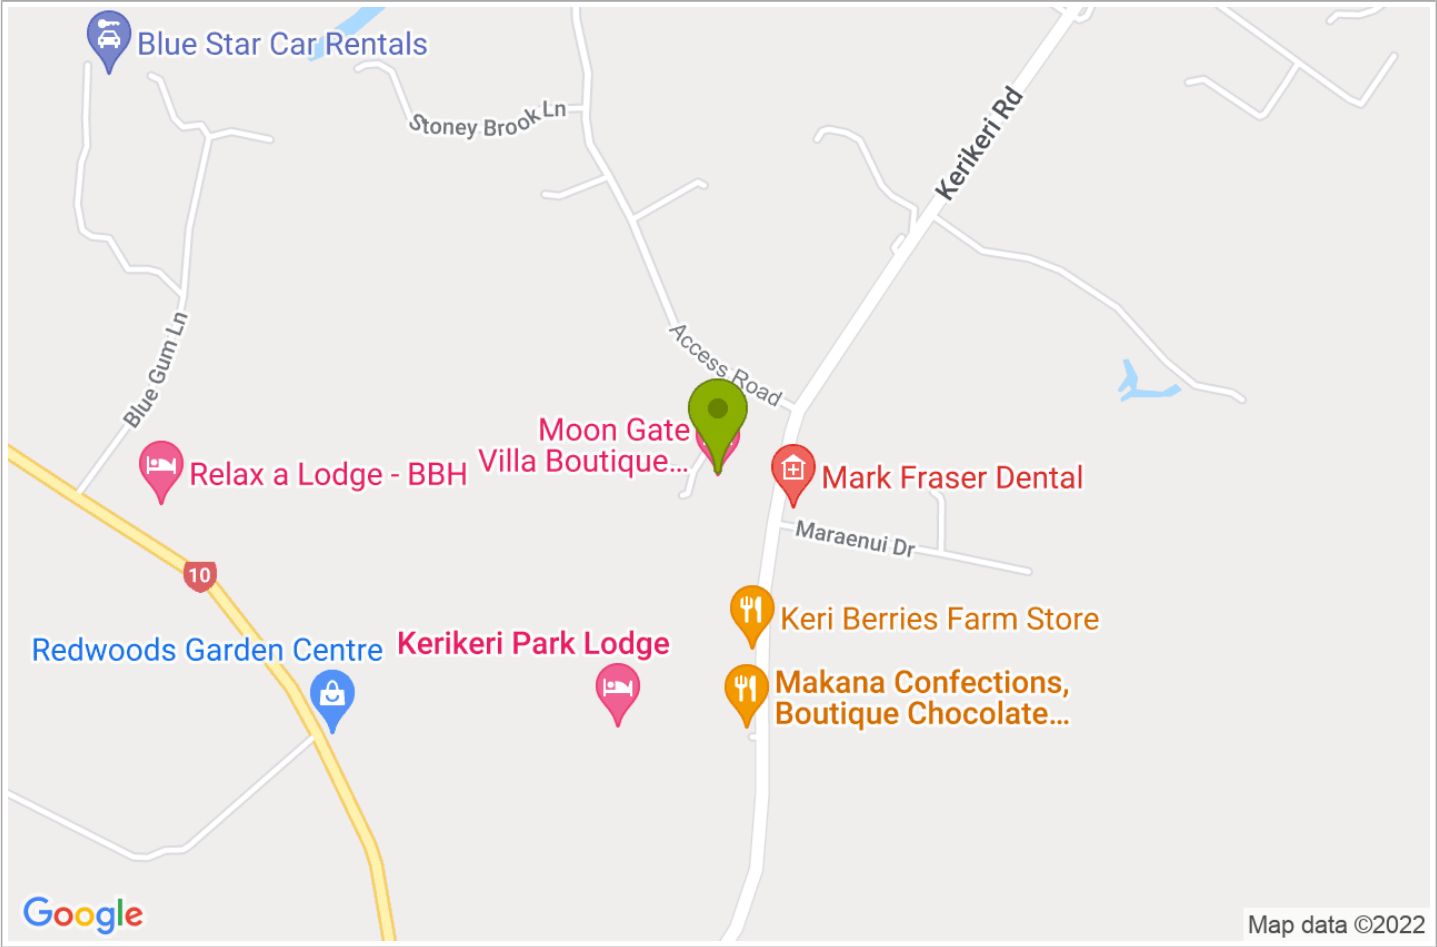 Blue Star Car Rentals
Stoney Brook Ln
Kerikeri Rd
Blue Gum Ln
Access Road
Moon Gate
Villa Boutique...
Relax a Lodge - BBH
Mark Fraser Dental
Maraenui Dr
10
Keri Berries Farm Store
Redwoods Garden Centre
Kerikeri Park Lodge
Makana Confections,
Boutique Chocolate...
Google
Map data ©2022